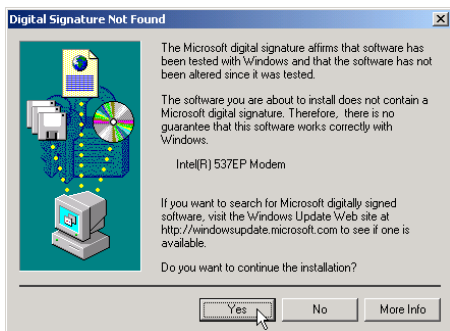 Digital Signature Not Found
The Microsoft digital signature affirms that software has
been tested with Windows and that the software has not
been altered since it was tested.
The software you are about to install does not contain a
Microsoft digital signature. Therefore, there is no
guarantee that this software works correctly with
Windows.
Intel(R) 537EP Modem
If you want to search for Microsoft digitally signed
software, visit the Windows Update Web site at
http://windowsupdate.microsoft.com to see if one is
available.
Do you want to continue the installation?
Yes
No
More Info